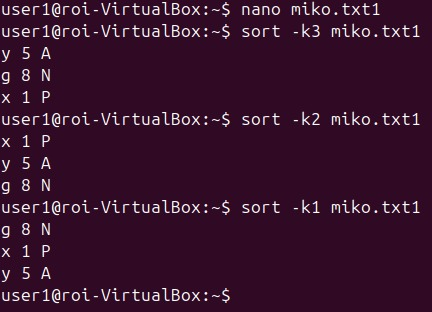 user1@roi-VirtualBox:~$ nano miko.txt1
user1@roi-VirtualBox:~$ sort -k3 miko.txt1
y 5 A
g 8 N
x 1 P
user1@roi-VirtualBox:~$ sort -k2 miko.txt1
x 1 P
y 5 A
g 8 N
user1@roi-VirtualBox:~$ sort -k1 miko.txt1
g 8 N
x 1 P
y 5 A
user1@roi-VirtualBox:~$